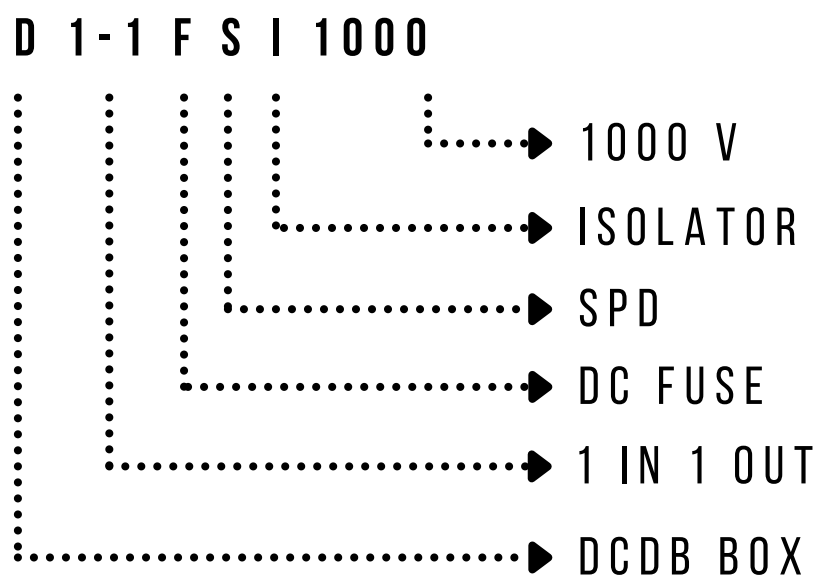 D 1-1 F S I 1000
1000 V
ISOLATOR
SPD
DC FUSE
1 IN 1 OUT
DCDB BOX